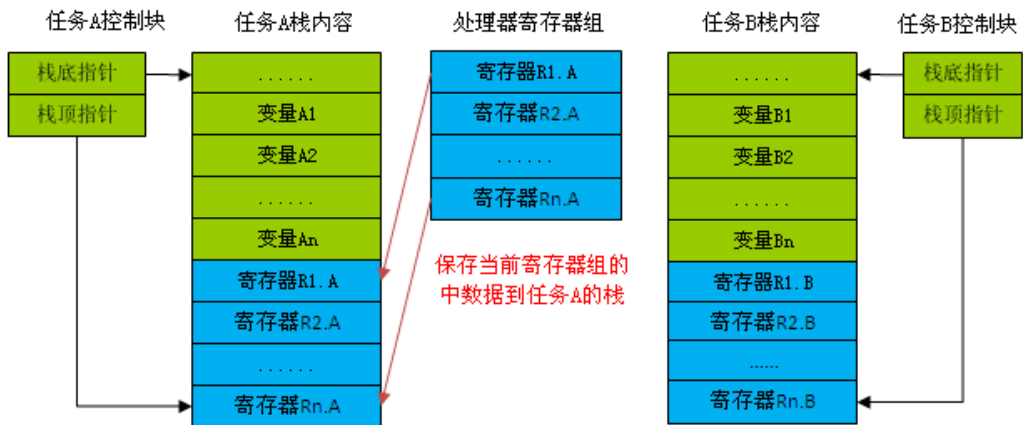 任务A控制块
栈底指针
栈顶指针
任务A栈内容
......
变量A1
变量A2
......
变量An
寄存器R1.A
寄存器R2.A
......
寄存器Rn.A
处理器寄存器组
寄存器R1.A
寄存器R2.A
......
寄存器Rn.A
保存当前寄存器组的
中数据到任务A的栈
任务B栈内容
......
变量B1
变量B2
......
变量Bn
寄存器R1.B
寄存器R2.B
......
寄存器Rn.B
任务B控制块
栈底指针
栈顶指针